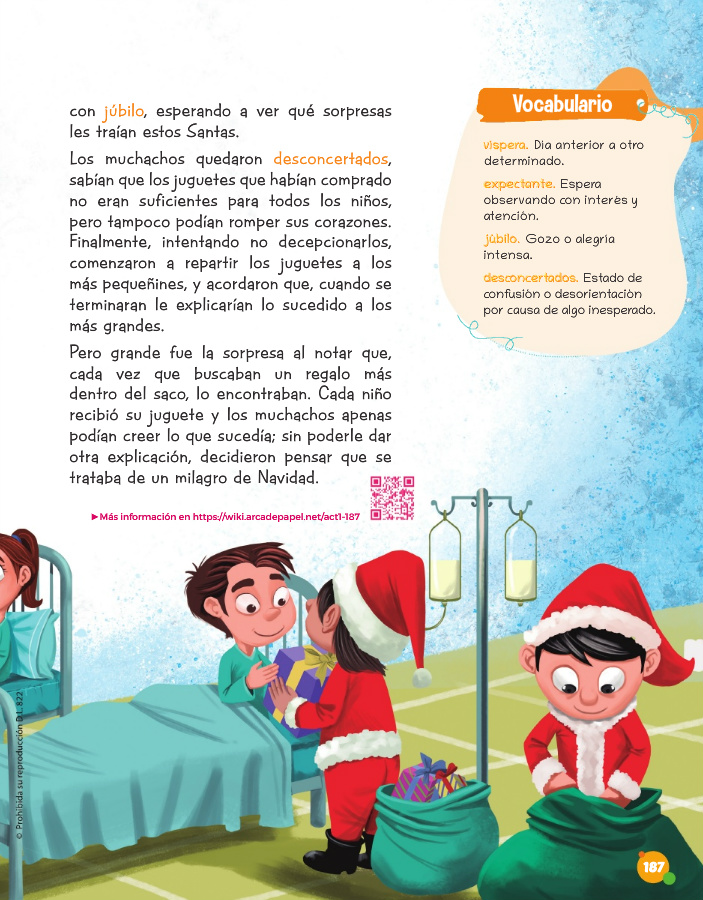 con júbilo, esperando a ver qué sorpresas
les traían estos Santas.
Los muchachos quedaron desconcertados,
sabían que los juguetes que habían comprado
no eran suficientes para todos los niños,
pero tampoco podían romper sus corazones.
Finalmente, intentando no decepcionarlos,
comenzaron a repartir los juguetes a los
más pequeñines, y acordaron que, cuando se
terminaran le explicarían lo sucedido a los
más grandes.
Pero grande fue la sorpresa al notar que,
cada vez que buscaban un regalo más
dentro del saco, lo encontraban. Cada niño
recibió su juguete y los muchachos apenas
podían creer lo que sucedía; sin poderle dar
otra explicación, decidieron pensar que se
trataba de un milagro de Navidad.
►Más información en https://wiki.arcadepapel.net/act1-187
Vocabulario
víspera. Día anterior a otro
determinado.
expectante. Espera
observando con interés y
atención.
júbilo. Gozo o alegría
intensa.
desconcertados. Estado de
confusión o desorientación
por causa de algo inesperado.
© Prohibida su reproducción D.L. 822
187